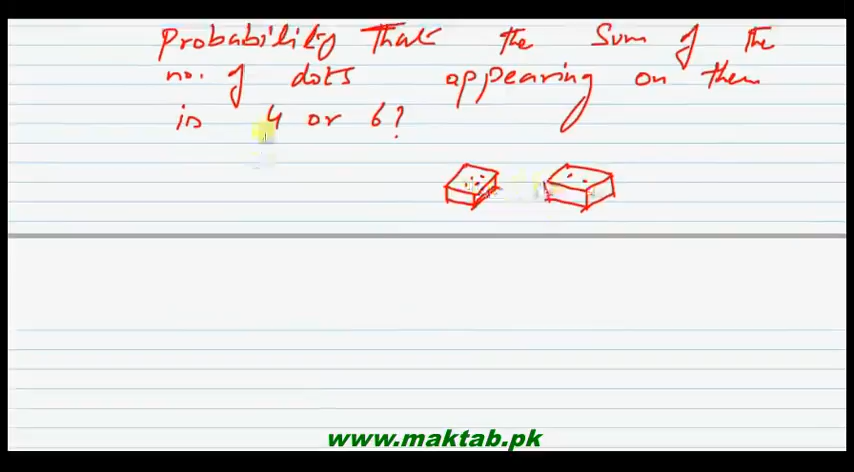 Probability That the Sum of the
no. of dots appearing on them
is 4 or 6?
www.maktab.pk